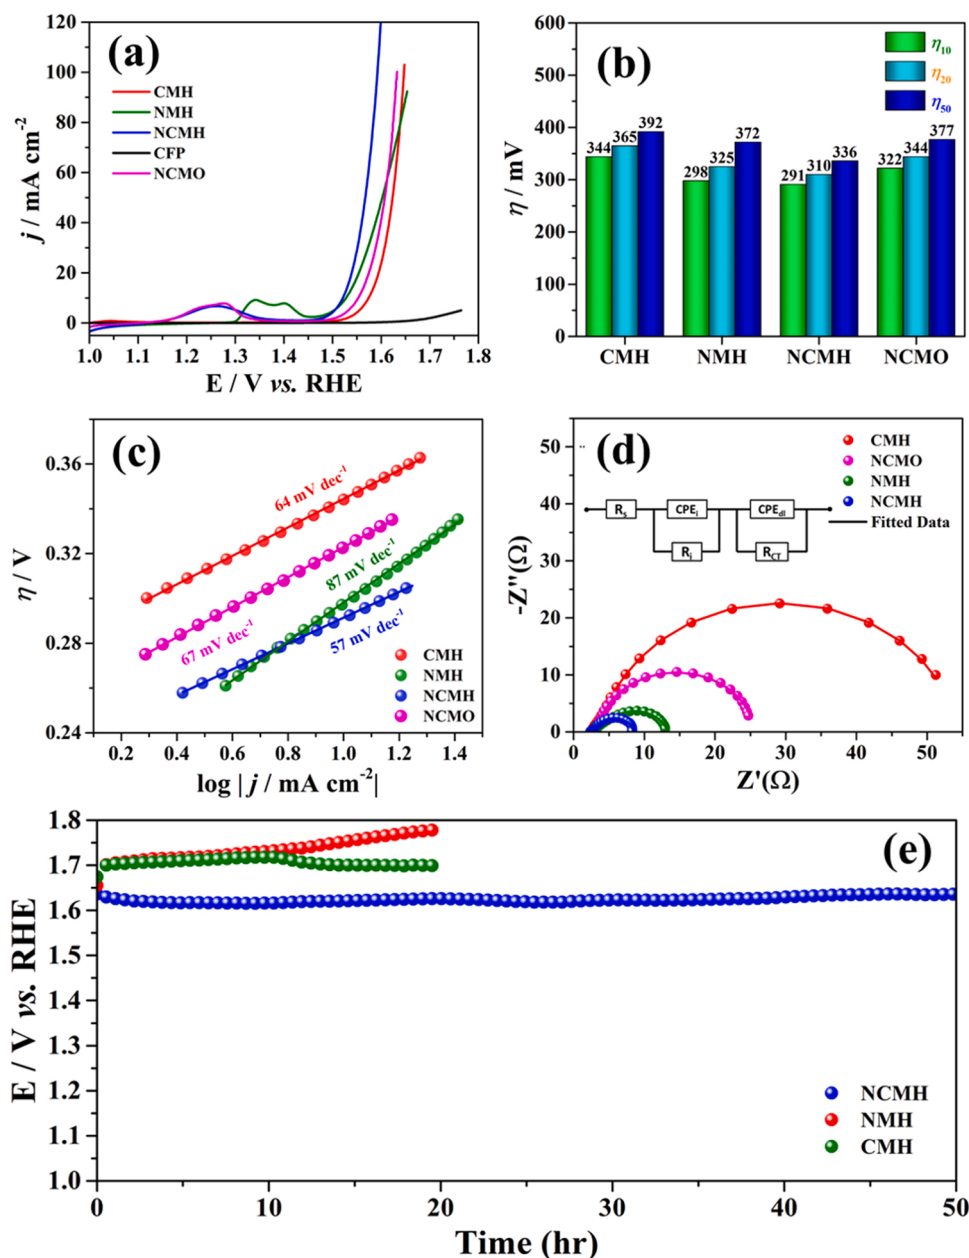 (a)
120
100
80
60
40
20
0
j / mA cm-2
CMH
NMH
NCMH
CFP
NCMO
1.0 1.1 1.2 1.3 1.4 1.5 1.6 1.7 1.8
E / V vs. RHE
(b)
600
500
400
300
200
100
0
η / mV
η10
η20
η50
344 365 392
298 325 372
291 310 336
322 344 377
CMH NMH NCMH NCMO
(c)
0.36
0.32
0.28
0.24
η / V
64 mV dec-1
87 mV dec-1
67 mV dec-1
57 mV dec-1
CMH
NMH
NCMH
NCMO
0.2 0.4 0.6 0.8 1.0 1.2 1.4
log | j / mA cm-2|
(d)
50
40
30
20
10
0
-Z''(Ω)
CMH
NCMO
NMH
NCMH
Fitted Data
Rs CPEi CPEdl
Ri RCT
0 10 20 30 40 50
Z'(Ω)
(e)
1.8
1.7
1.6
1.5
1.4
1.3
1.2
1.1
1.0
E / V vs. RHE
NCMH
NMH
CMH
0 10 20 30 40 50
Time (hr)